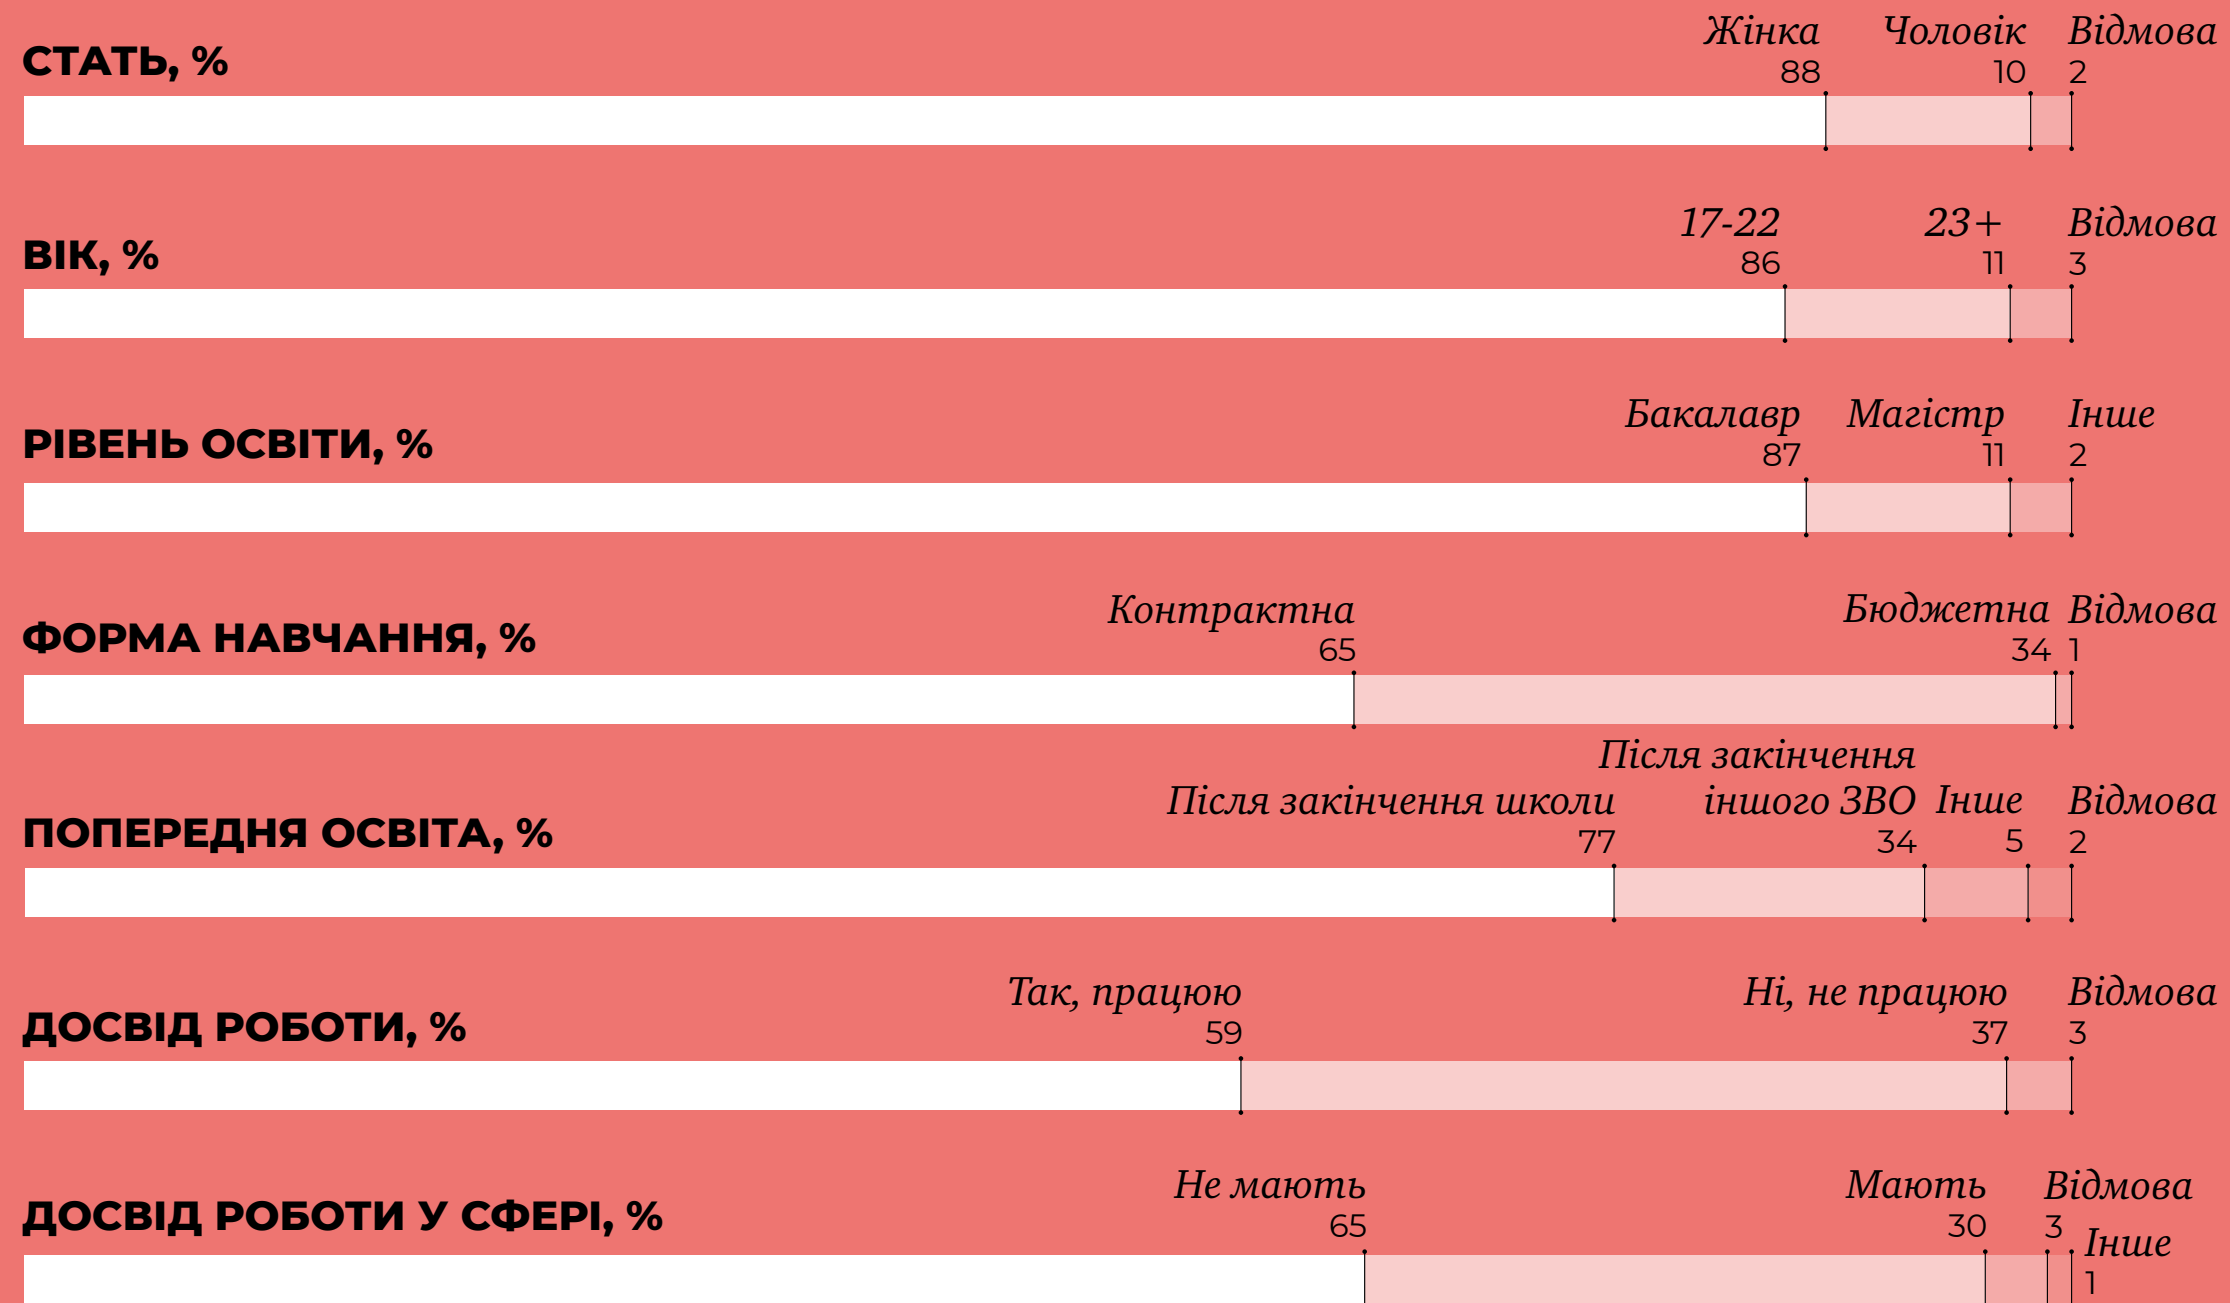 СТАТЬ, %
Жінка Чоловік Відмова
88 10 2
ВІК, %
17-22 23+ Відмова
86 11 3
РІВЕНЬ ОСВІТИ, %
Бакалавр Магістр Інше
87 11 2
ФОРМА НАВЧАННЯ, %
Контрактна Бюджетна Відмова
65 34 1
ПОПЕРЕДНЯ ОСВІТА, %
Після закінчення
Після закінчення школи іншого ЗВО Інше Відмова
77 34 5 2
ДОСВІД РОБОТИ, %
Так, працюю Ні, не працюю Відмова
59 37 3
ДОСВІД РОБОТИ У СФЕРІ, %
Не мають Мають Відмова
65 30 3
Інше
1